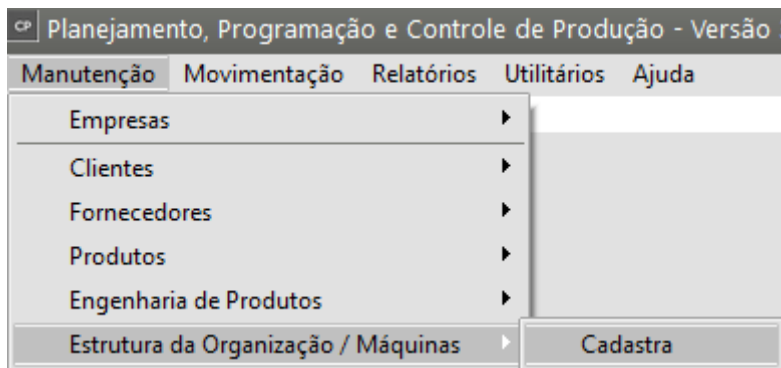 CP Planejamento, Programação e Controle de Produção - Versão
Manutenção Movimentação Relatórios Utilitários Ajuda
Empresas
Clientes
Fornecedores
Produtos
Engenharia de Produtos
Estrutura da Organização / Máquinas Cadastra